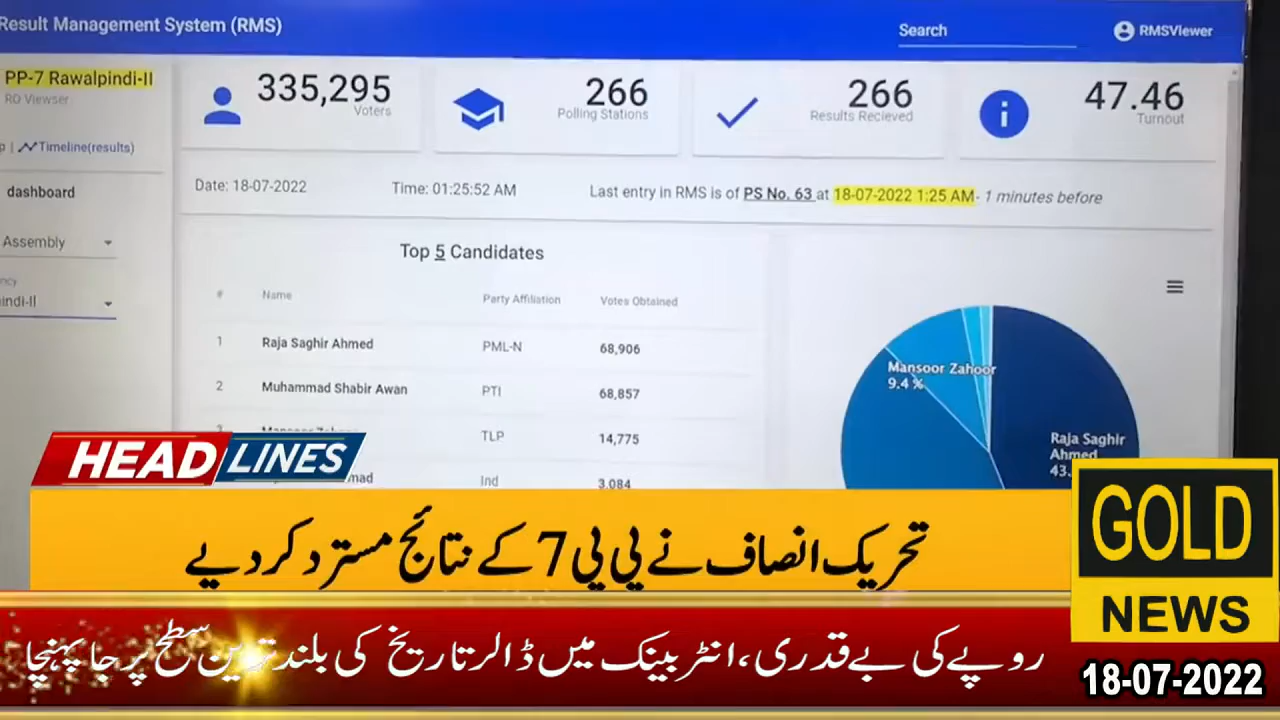 Result Management System (RMS)
Search
RMSViewer
PP-7 Rawalpindi-II
RO Viewser
Timeline(results)
dashboard
Assembly
indi-II
335,295
Voters
266
Polling Stations
266
Results Recieved
47.46
Turnout
Date: 18-07-2022
Time: 01:25:52 AM
Last entry in RMS is of PS No. 63 at 18-07-2022 1:25 AM - 1 minutes before
Top 5 Candidates
# Name Party Affiliation Votes Obtained
1 Raja Saghir Ahmed PML-N 68,906
2 Muhammad Shabir Awan PTI 68,857
TLP 14,775
Ind 3,084
Mansoor Zahoor
9.4 %
Raja Saghir
Ahmed
43.
HEADLINES
تحریک انصاف نے پی پی 7 کے نتائج مسترد کر دیے
روپے کی بے قدری، انٹر بینک میں ڈالر تاریخ کی بلند ترین سطح پر جا پہنچا
GOLD
NEWS
18-07-2022